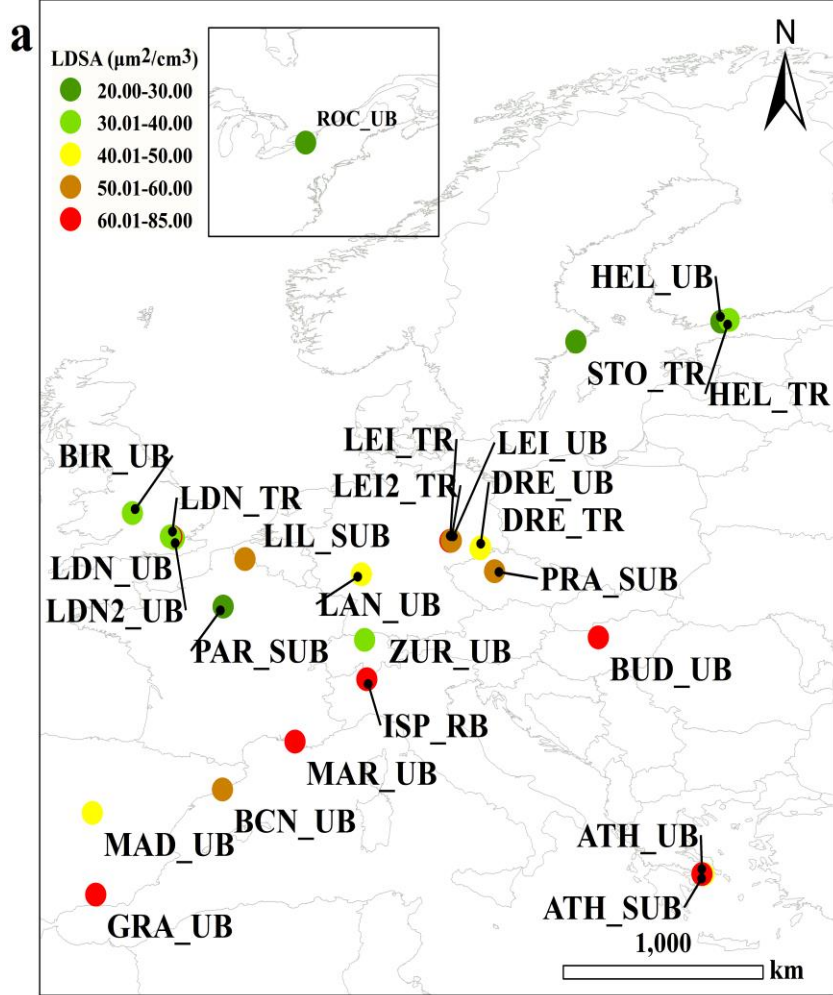 a
LDSA (μm²/cm³)
20.00-30.00
30.01-40.00
40.01-50.00
50.01-60.00
60.01-85.00
ROC_UB
N
HEL_UB
STO_TR
HEL_TR
LEI_TR
LEI_UB
BIR_UB
LEI2_TR
DRE_UB
LDN_TR
DRE_TR
LIL_SUB
LDN_UB
PRA_SUB
LDN2_UB
LAN_UB
PAR_SUB
ZUR_UB
BUD_UB
ISP_RB
MAR_UB
BCN_UB
MAD_UB
ATH_UB
ATH_SUB
GRA_UB
1,000
km